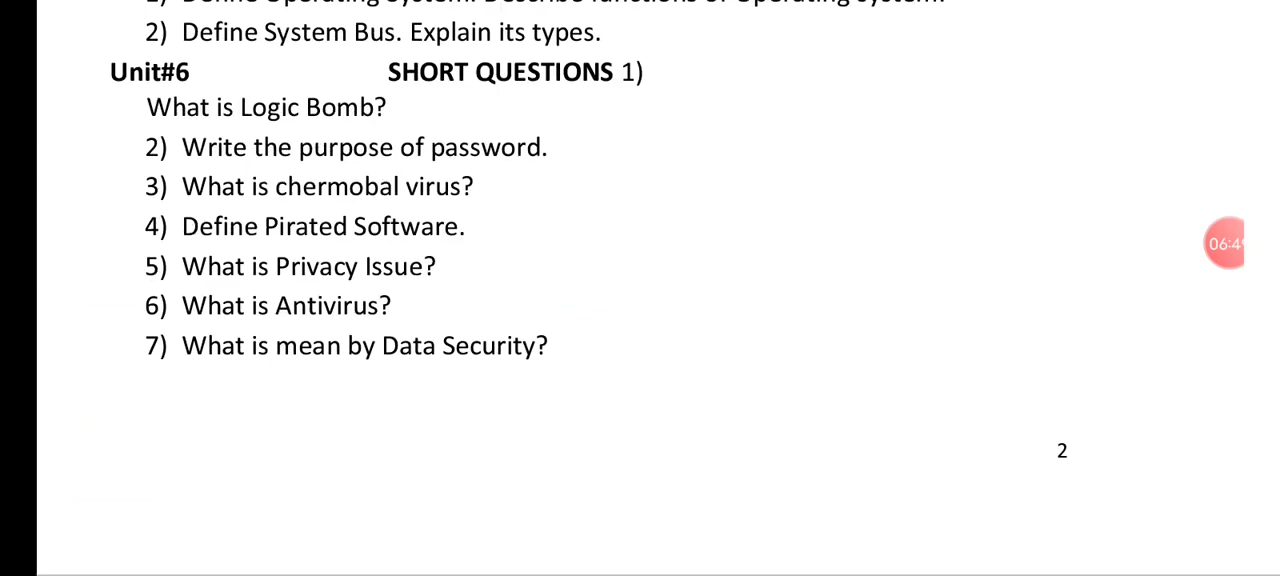 2) Define System Bus. Explain its types.
Unit#6 SHORT QUESTIONS 1)
What is Logic Bomb?
2) Write the purpose of password.
3) What is chermobal virus?
4) Define Pirated Software.
5) What is Privacy Issue?
6) What is Antivirus?
7) What is mean by Data Security?
06:4
2